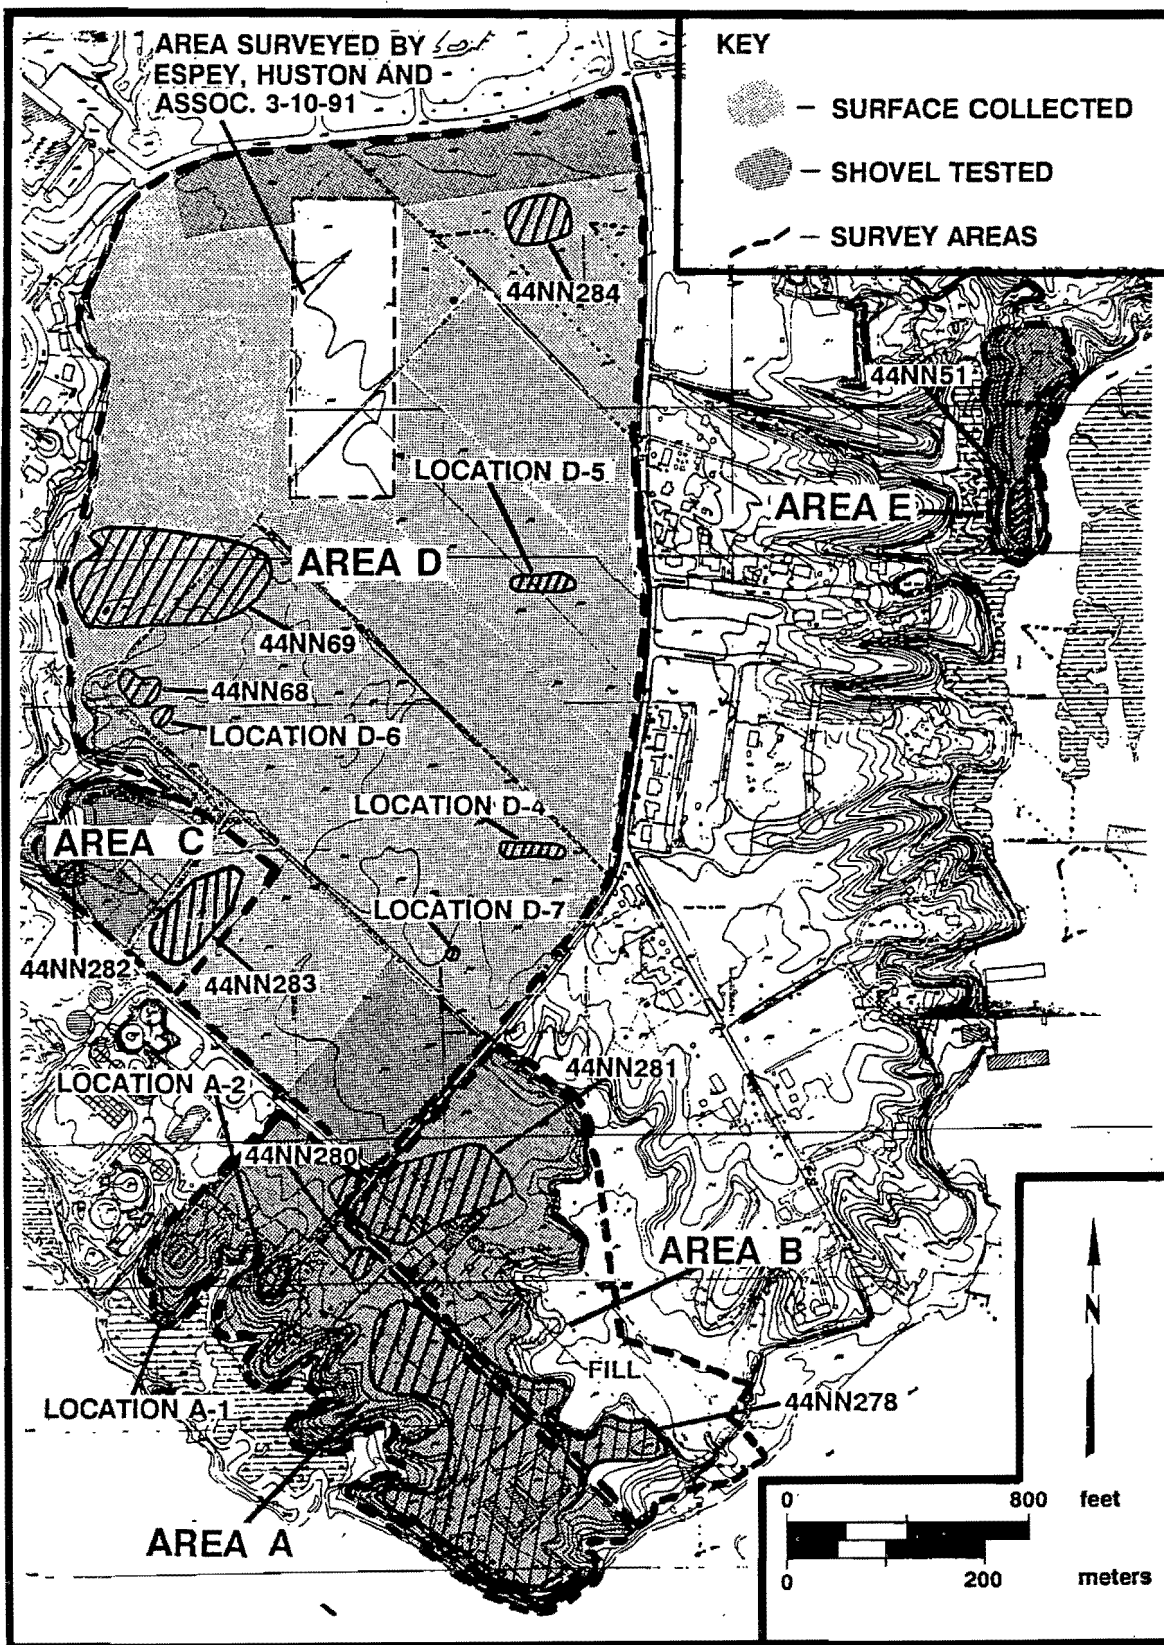 AREA SURVEYED BY
ESPEY, HUSTON AND
ASSOC. 3-10-91
KEY
– SURFACE COLLECTED
– SHOVEL TESTED
– SURVEY AREAS
44NN284
44NN51
LOCATION D-5
AREA E
AREA D
44NN69
44NN68
LOCATION D-6
LOCATION D-4
AREA C
LOCATION D-7
44NN282
44NN283
44NN281
LOCATION A-2
44NN280
AREA B
FILL
LOCATION A-1
44NN278
AREA A
N
0 800 feet
0 200 meters